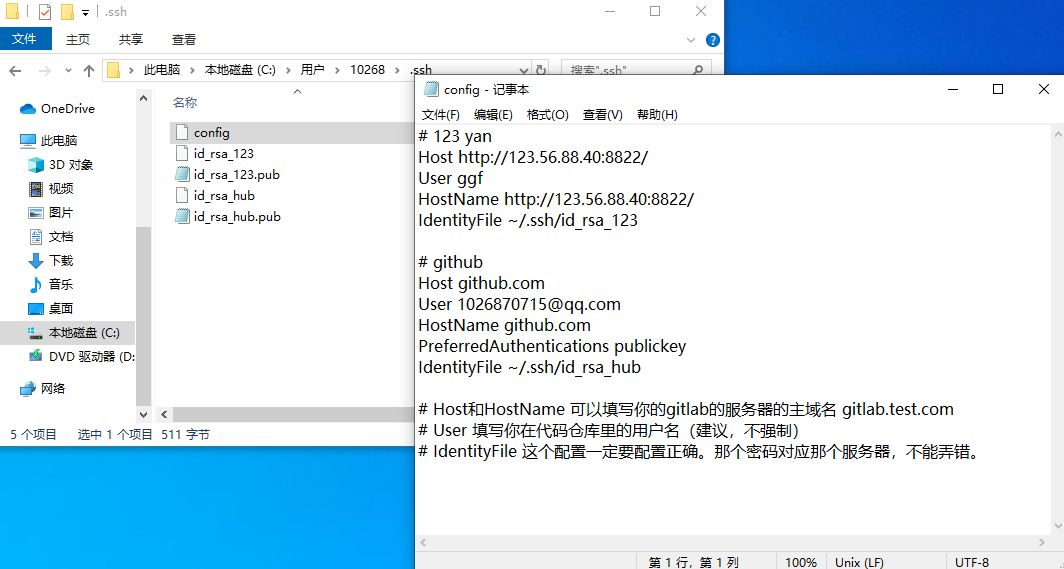 .ssh
文件
主页
共享
查看
此电脑 › 本地磁盘 (C:) › 用户 › 10268 › .ssh
搜索".ssh"
OneDrive
此电脑
3D 对象
视频
图片
文档
下载
音乐
桌面
本地磁盘 (C:)
DVD 驱动器 (D:
网络
名称
config
id_rsa_123
id_rsa_123.pub
id_rsa_hub
id_rsa_hub.pub
5 个项目
选中 1 个项目 511 字节
config - 记事本
文件(F) 编辑(E) 格式(O) 查看(V) 帮助(H)
# 123 yan
Host http://123.56.88.40:8822/
User ggf
HostName http://123.56.88.40:8822/
IdentityFile ~/.ssh/id_rsa_123
# github
Host github.com
User 1026870715@qq.com
HostName github.com
PreferredAuthentications publickey
IdentityFile ~/.ssh/id_rsa_hub
# Host和HostName 可以填写你的gitlab的服务器的主域名 gitlab.test.com
# User 填写你在代码仓库里的用户名（建议，不强制）
# IdentityFile 这个配置一定要配置正确。那个密码对应那个服务器，不能弄错。
第 1 行，第 1 列
100%
Unix (LF)
UTF-8